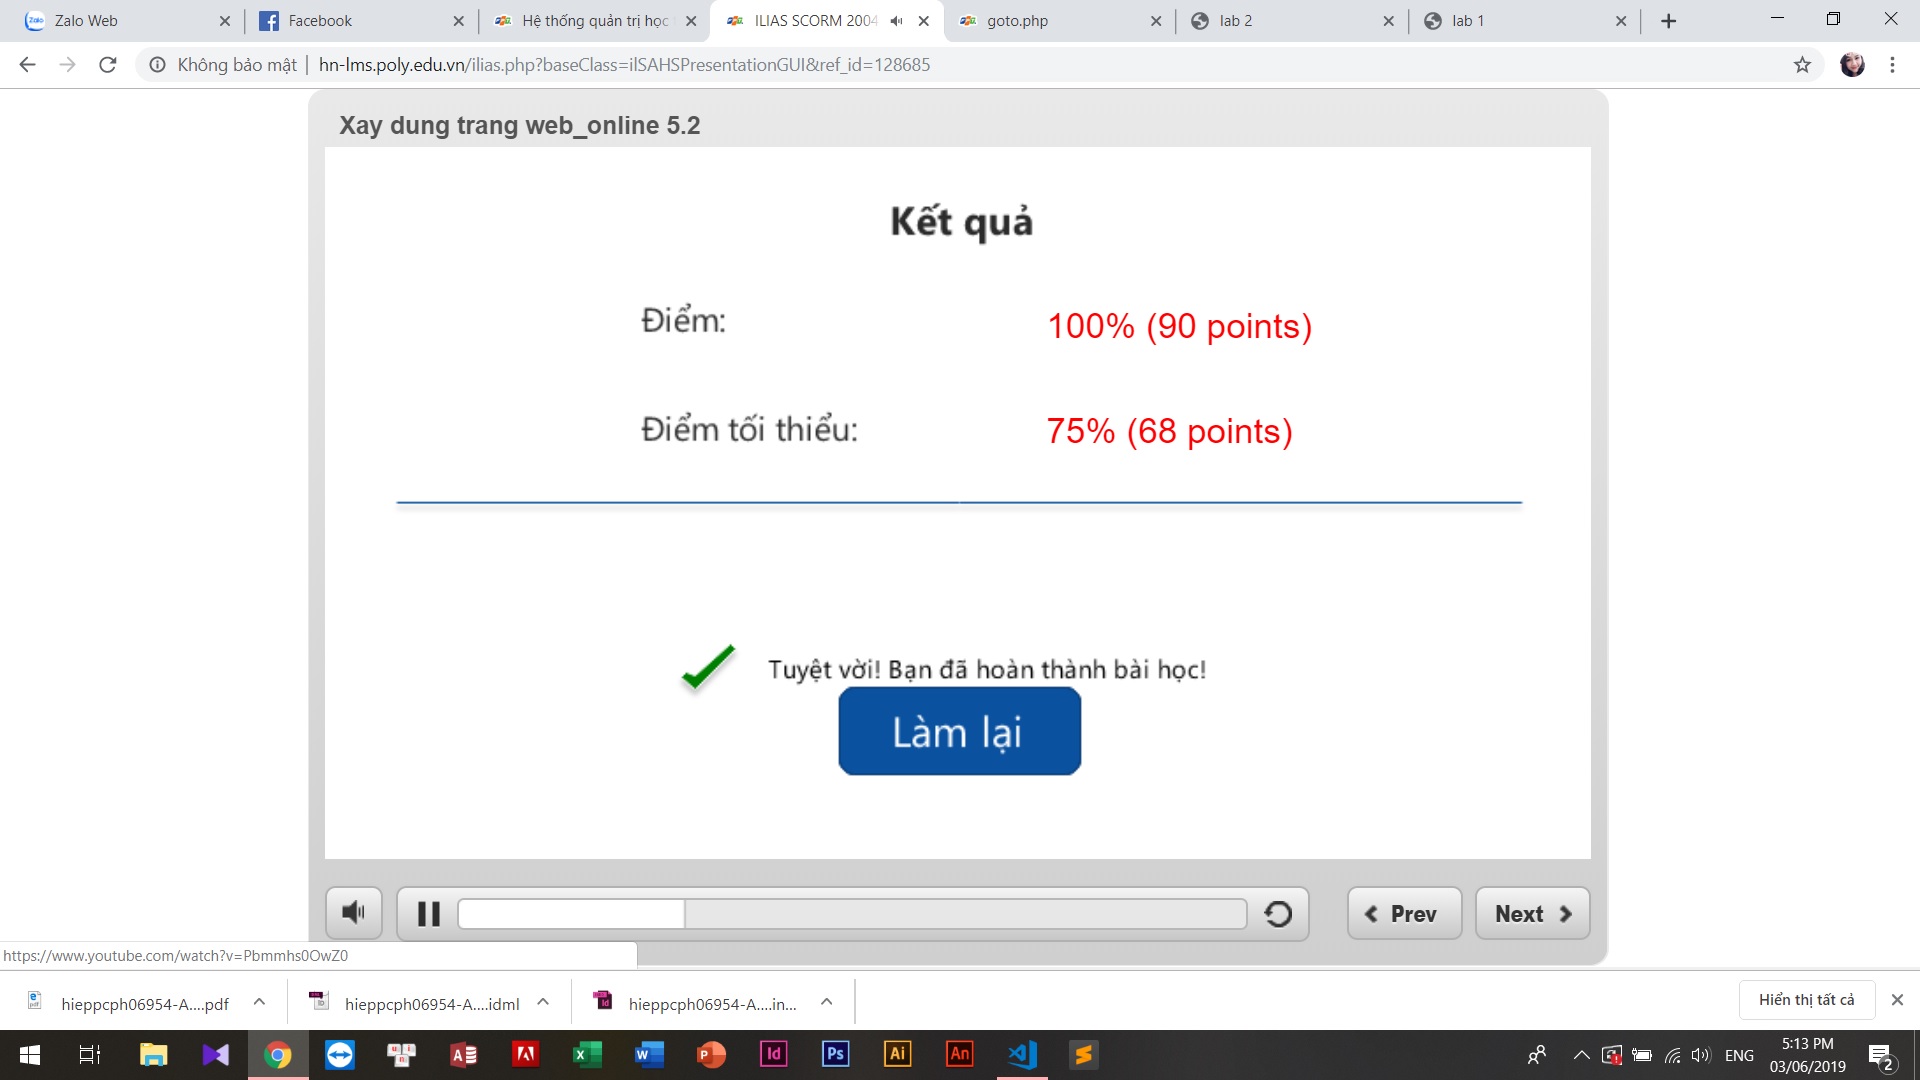 Zalo Web
Facebook
Hệ thống quản trị học
ILIAS SCORM 2004
goto.php
lab 2
lab 1
Không bảo mật
hn-lms.poly.edu.vn/ilias.php?baseClass=ilSAHSPresentationGUI&ref_id=128685
Xay dung trang web_online 5.2
Kết quả
Điểm:
100% (90 points)
Điểm tối thiểu:
75% (68 points)
Tuyệt vời! Bạn đã hoàn thành bài học!
Làm lại
Prev
Next
https://www.youtube.com/watch?v=Pbmmhs0OwZ0
hieppcph06954-A....pdf
hieppcph06954-A....idml
hieppcph06954-A....in...
Hiển thị tất cả
ENG
5:13 PM
03/06/2019
2